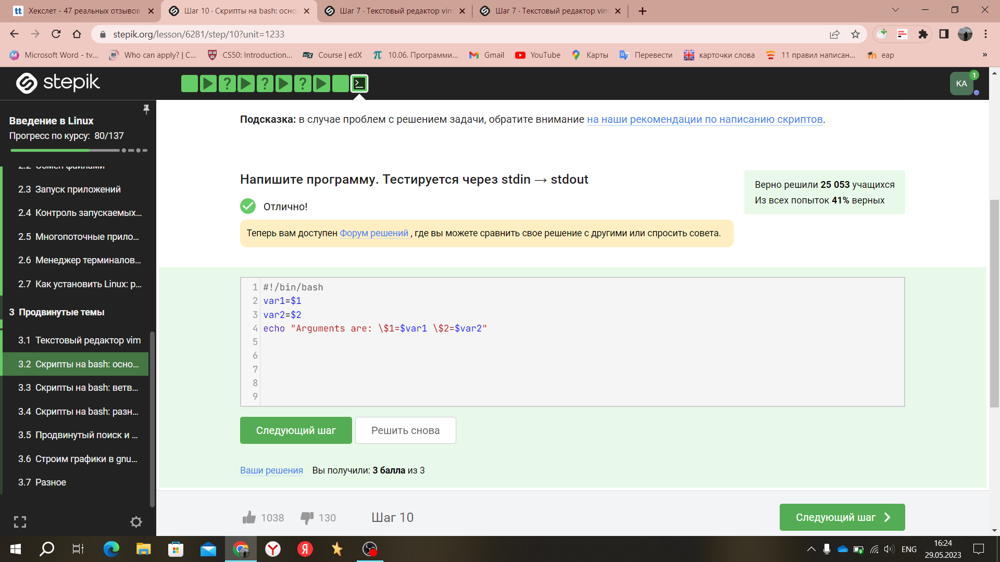 Хекслет - 47 реальных отзывов
Шаг 10 · Скрипты на bash: осно
Шаг 7 · Текстовый редактор vim
Шаг 7 · Текстовый редактор vim
stepik.org/lesson/6281/step/10?unit=1233
Microsoft Word - tv...
Who can apply? | C...
CS50: Introduction...
Course | edX
10.06. Программи...
Gmail
YouTube
Карты
Перевести
карточки слова
11 правил написан...
eap
»
stepik
KA
1
Введение в Linux
Прогресс по курсу: 80/137
2.2 Обмен файлами
2.3 Запуск приложений
2.4 Контроль запускаемых...
2.5 Многопоточные прило...
2.6 Менеджер терминалов...
2.7 Как установить Linux: р...
3 Продвинутые темы
3.1 Текстовый редактор vim
3.2 Скрипты на bash: осно...
3.3 Скрипты на bash: ветв...
3.4 Скрипты на bash: разн...
3.5 Продвинутый поиск и ...
3.6 Строим графики в gnu...
3.7 Разное
Подсказка: в случае проблем с решением задачи, обратите внимание на наши рекомендации по написанию скриптов.
Напишите программу. Тестируется через stdin → stdout
Верно решили 25 053 учащихся
Из всех попыток 41% верных
Отлично!
Теперь вам доступен Форум решений , где вы можете сравнить свое решение с другими или спросить совета.
1 #!/bin/bash
2 var1=$1
3 var2=$2
4 echo "Arguments are: \$1=$var1 \$2=$var2"
5
6
7
8
9
Следующий шаг
Решить снова
Ваши решения Вы получили: 3 балла из 3
1038
130
Шаг 10
Следующий шаг
ENG
16:24
29.05.2023